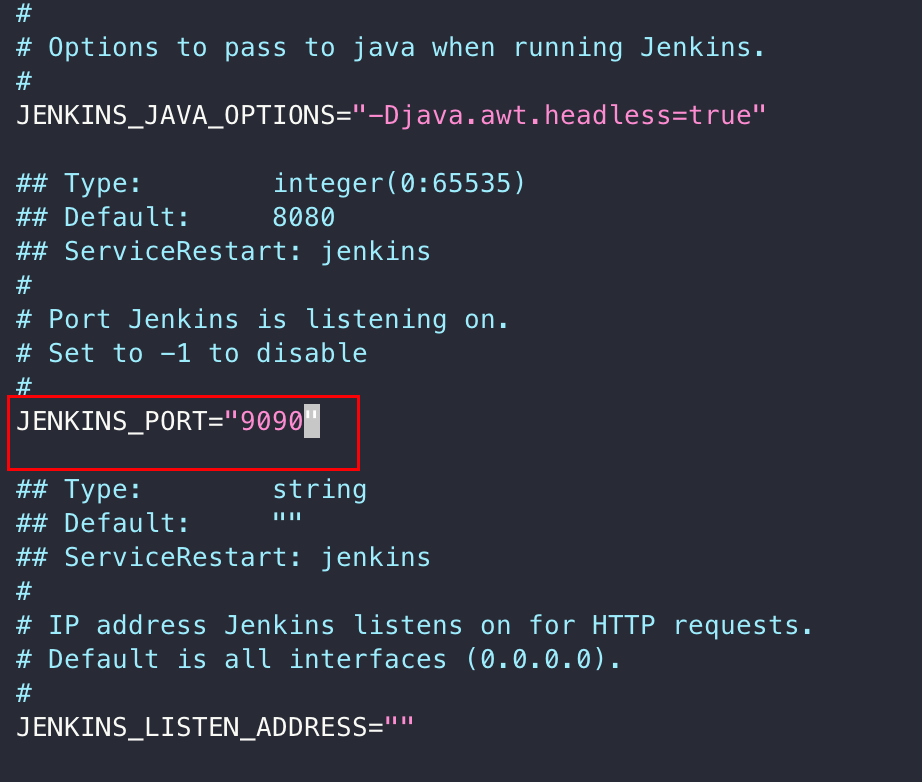 #
# Options to pass to java when running Jenkins.
#
JENKINS_JAVA_OPTIONS="-Djava.awt.headless=true"
## Type:        integer(0:65535)
## Default:     8080
## ServiceRestart: jenkins
#
# Port Jenkins is listening on.
# Set to -1 to disable
#
JENKINS_PORT="9090"
## Type:        string
## Default:     ""
## ServiceRestart: jenkins
#
# IP address Jenkins listens on for HTTP requests.
# Default is all interfaces (0.0.0.0).
#
JENKINS_LISTEN_ADDRESS=""